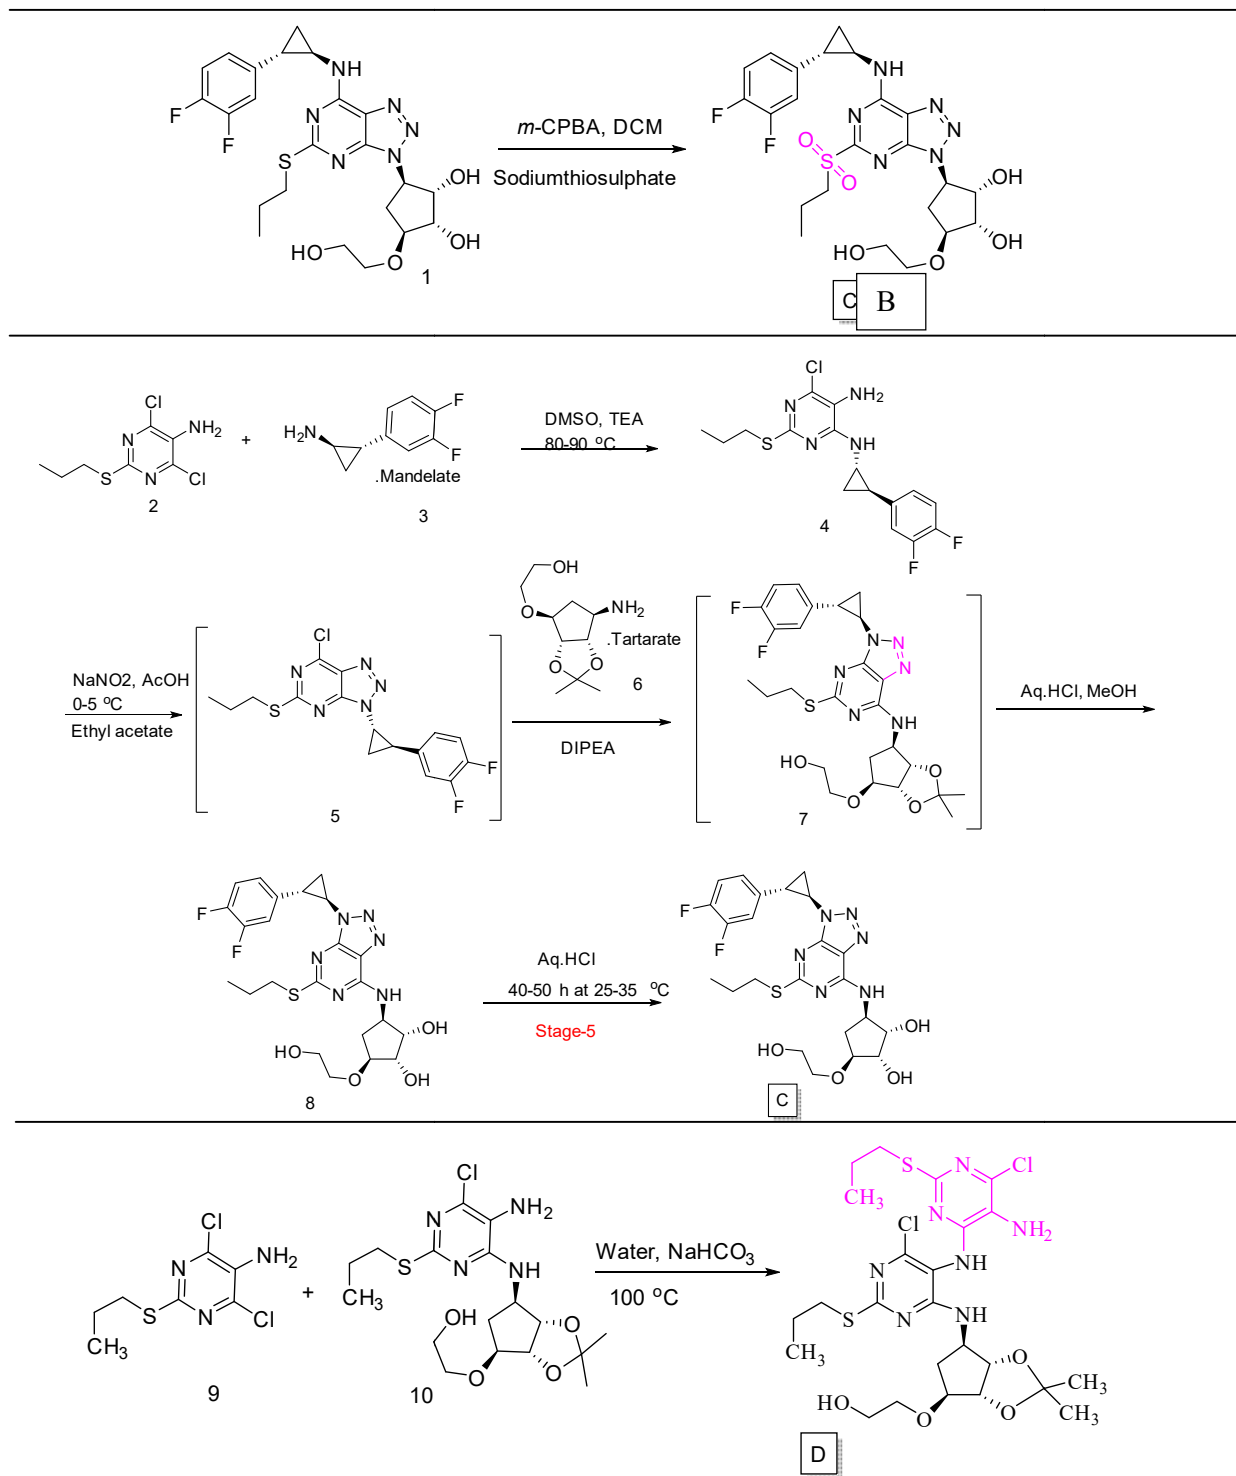 m-CPBA, DCM
Sodiumthiosulphate
F
F
NH
N
N
N
N
N
N
S
OH
OH
HO
O
1
F
F
NH
N
N
N
N
N
N
O
S
O
OH
OH
HO
O
C
B
Cl
N
NH2
S
N
Cl
2
+
H2N
F
F
.Mandelate
3
DMSO, TEA
80-90 °C
Cl
N
NH2
S
N
NH
F
F
4
NaNO2, AcOH
0-5 °C
Ethyl acetate
Cl
N
N
N
S
N
N
F
F
5
OH
O
NH2
O
O
.Tartarate
6
DIPEA
F
F
N
N
N
N
S
N
NH
HO
O
O
O
7
Aq.HCl, MeOH
F
F
N
N
N
N
S
N
NH
OH
HO
O
OH
8
Aq.HCl
40-50 h at 25-35 °C
Stage-5
F
F
N
N
N
N
S
N
NH
OH
HO
O
OH
C
Cl
N
NH2
S
N
Cl
CH3
9
+
Cl
N
NH2
S
N
NH
CH3
OH
O
O
O
10
Water, NaHCO3
100 °C
S
N
Cl
CH3
N
NH2
Cl
NH
N
S
N
NH
CH3
HO
O
O
O
CH3
CH3
D